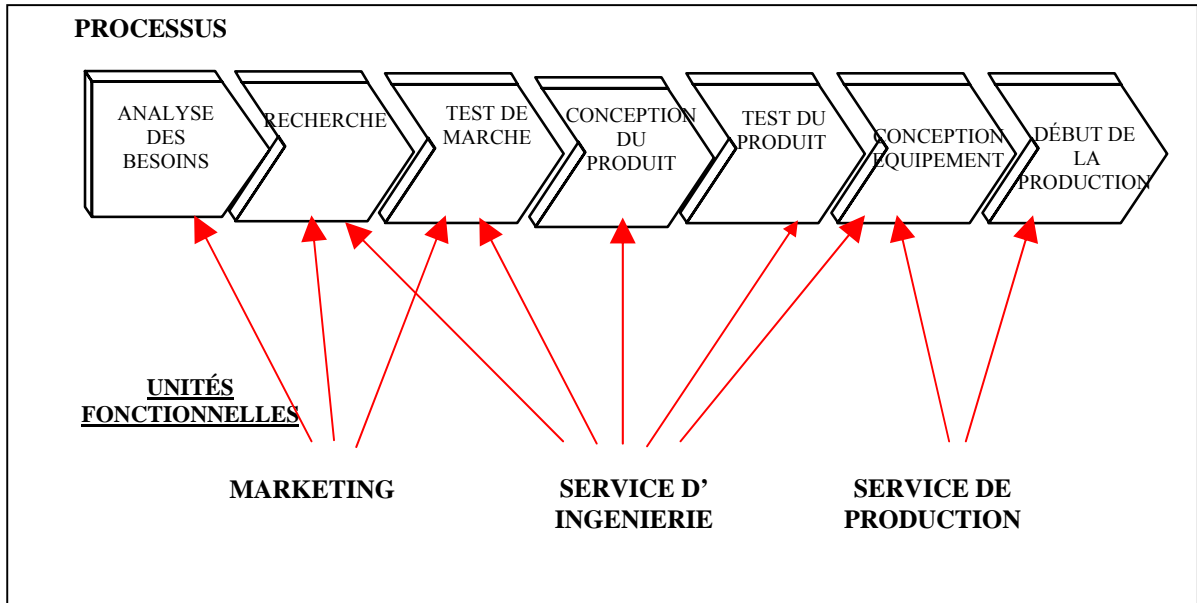 PROCESSUS
ANALYSE
DES
BESOINS
RECHERCHE
TEST DE
MARCHE
CONCEPTION
DU
PRODUIT
TEST DU
PRODUIT
CONCEPTION
EQUIPEMENT
DÉBUT DE
LA
PRODUCTION
UNITÉS
FONCTIONNELLES
MARKETING
SERVICE D’
INGENIERIE
SERVICE DE
PRODUCTION